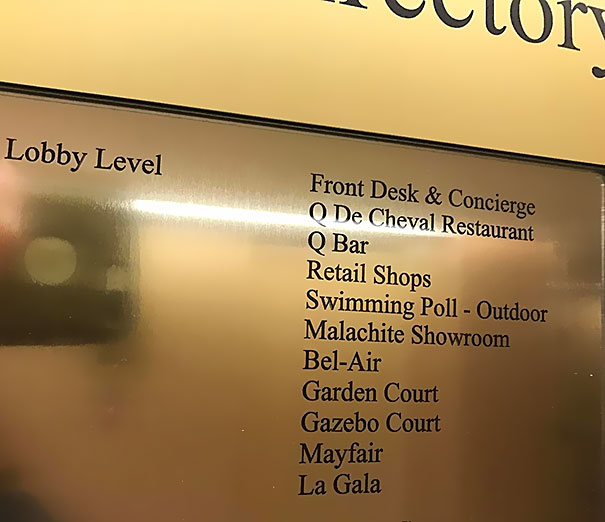 Directory
Lobby Level
Front Desk & Concierge
Q De Cheval Restaurant
Q Bar
Retail Shops
Swimming Poll - Outdoor
Malachite Showroom
Bel-Air
Garden Court
Gazebo Court
Mayfair
La Gala